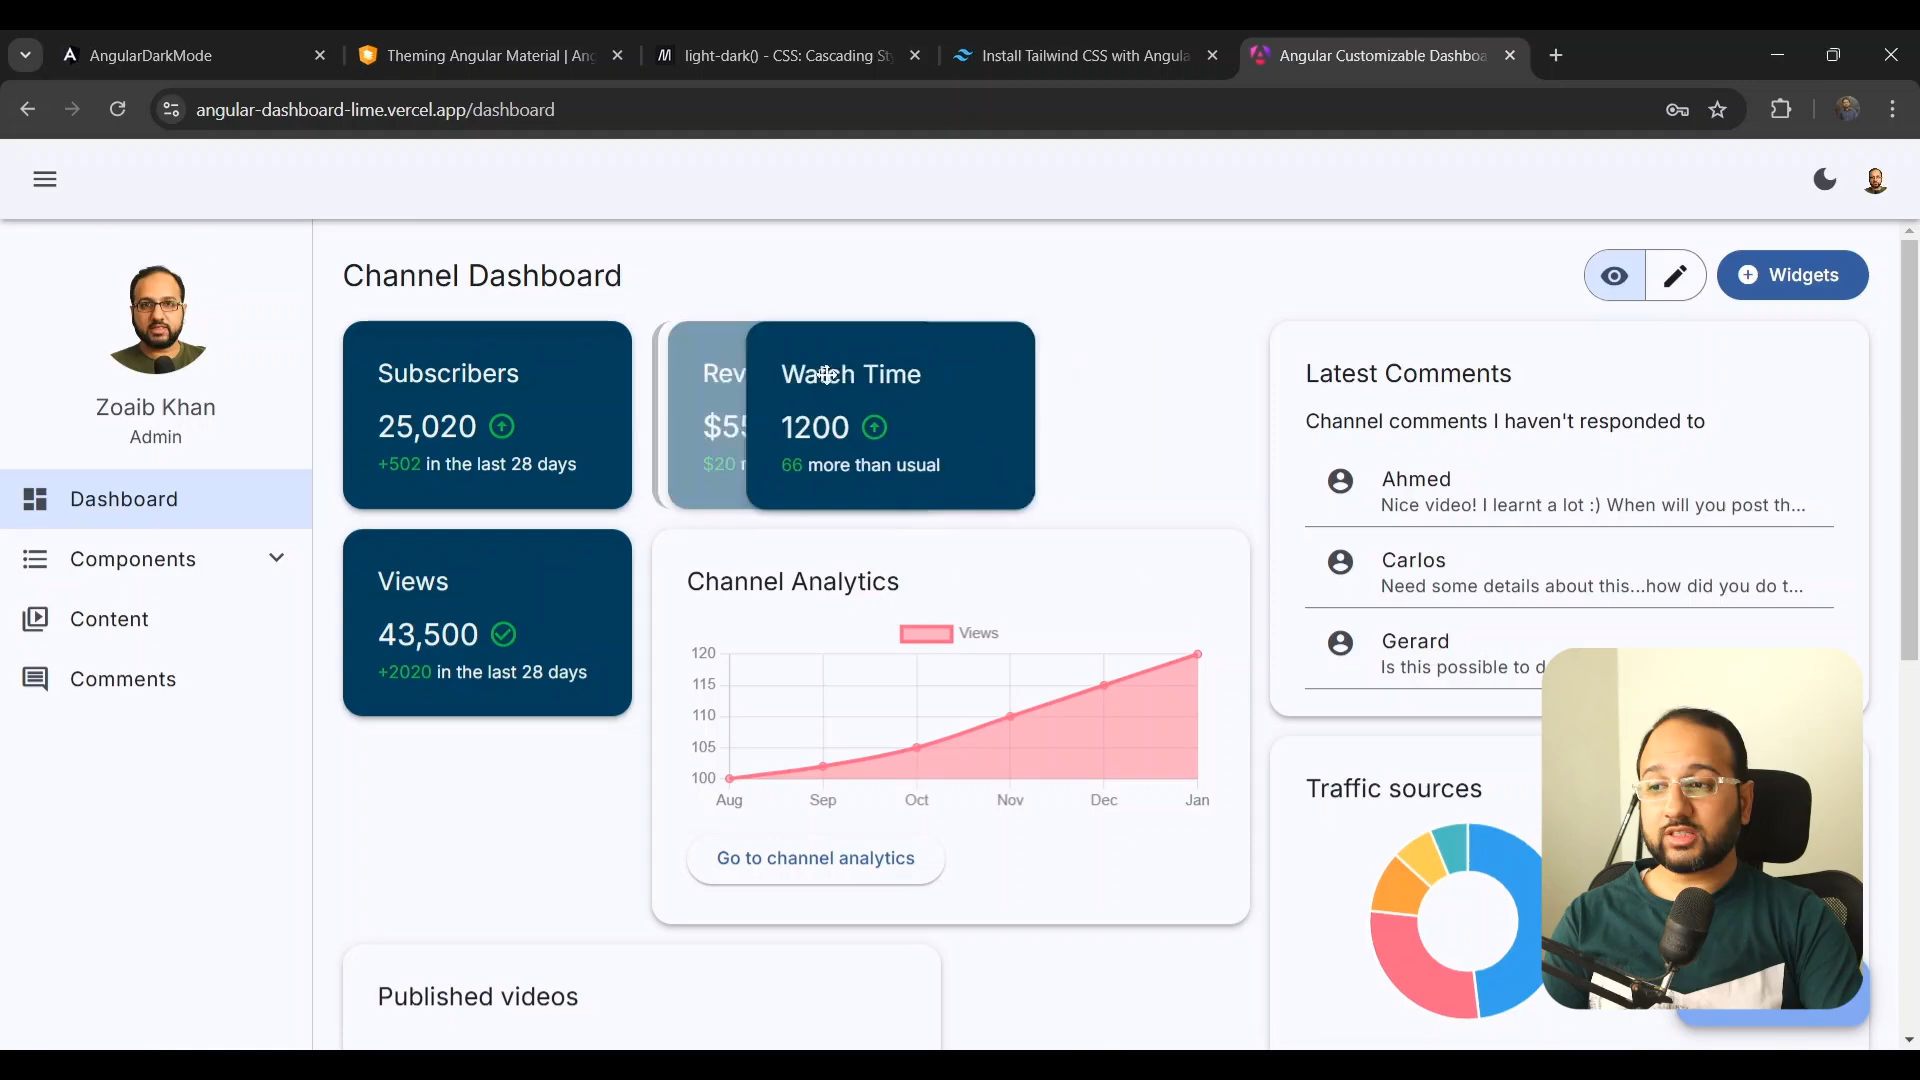 AngularDarkMode
Theming Angular Material | Ang
light-dark() - CSS: Cascading St
Install Tailwind CSS with Angula
Angular Customizable Dashboa
angular-dashboard-lime.vercel.app/dashboard
Zoaib Khan
Admin
Dashboard
Components
Content
Comments
Channel Dashboard
Widgets
Subscribers
25,020
+502 in the last 28 days
Rev
$55
$20
Watch Time
1200
66 more than usual
Views
43,500
+2020 in the last 28 days
Channel Analytics
Views
120
115
110
105
100
Aug Sep Oct Nov Dec Jan
Go to channel analytics
Latest Comments
Channel comments I haven't responded to
Ahmed
Nice video! I learnt a lot :) When will you post th...
Carlos
Need some details about this...how did you do t...
Gerard
Is this possible to d
Traffic sources
Published videos